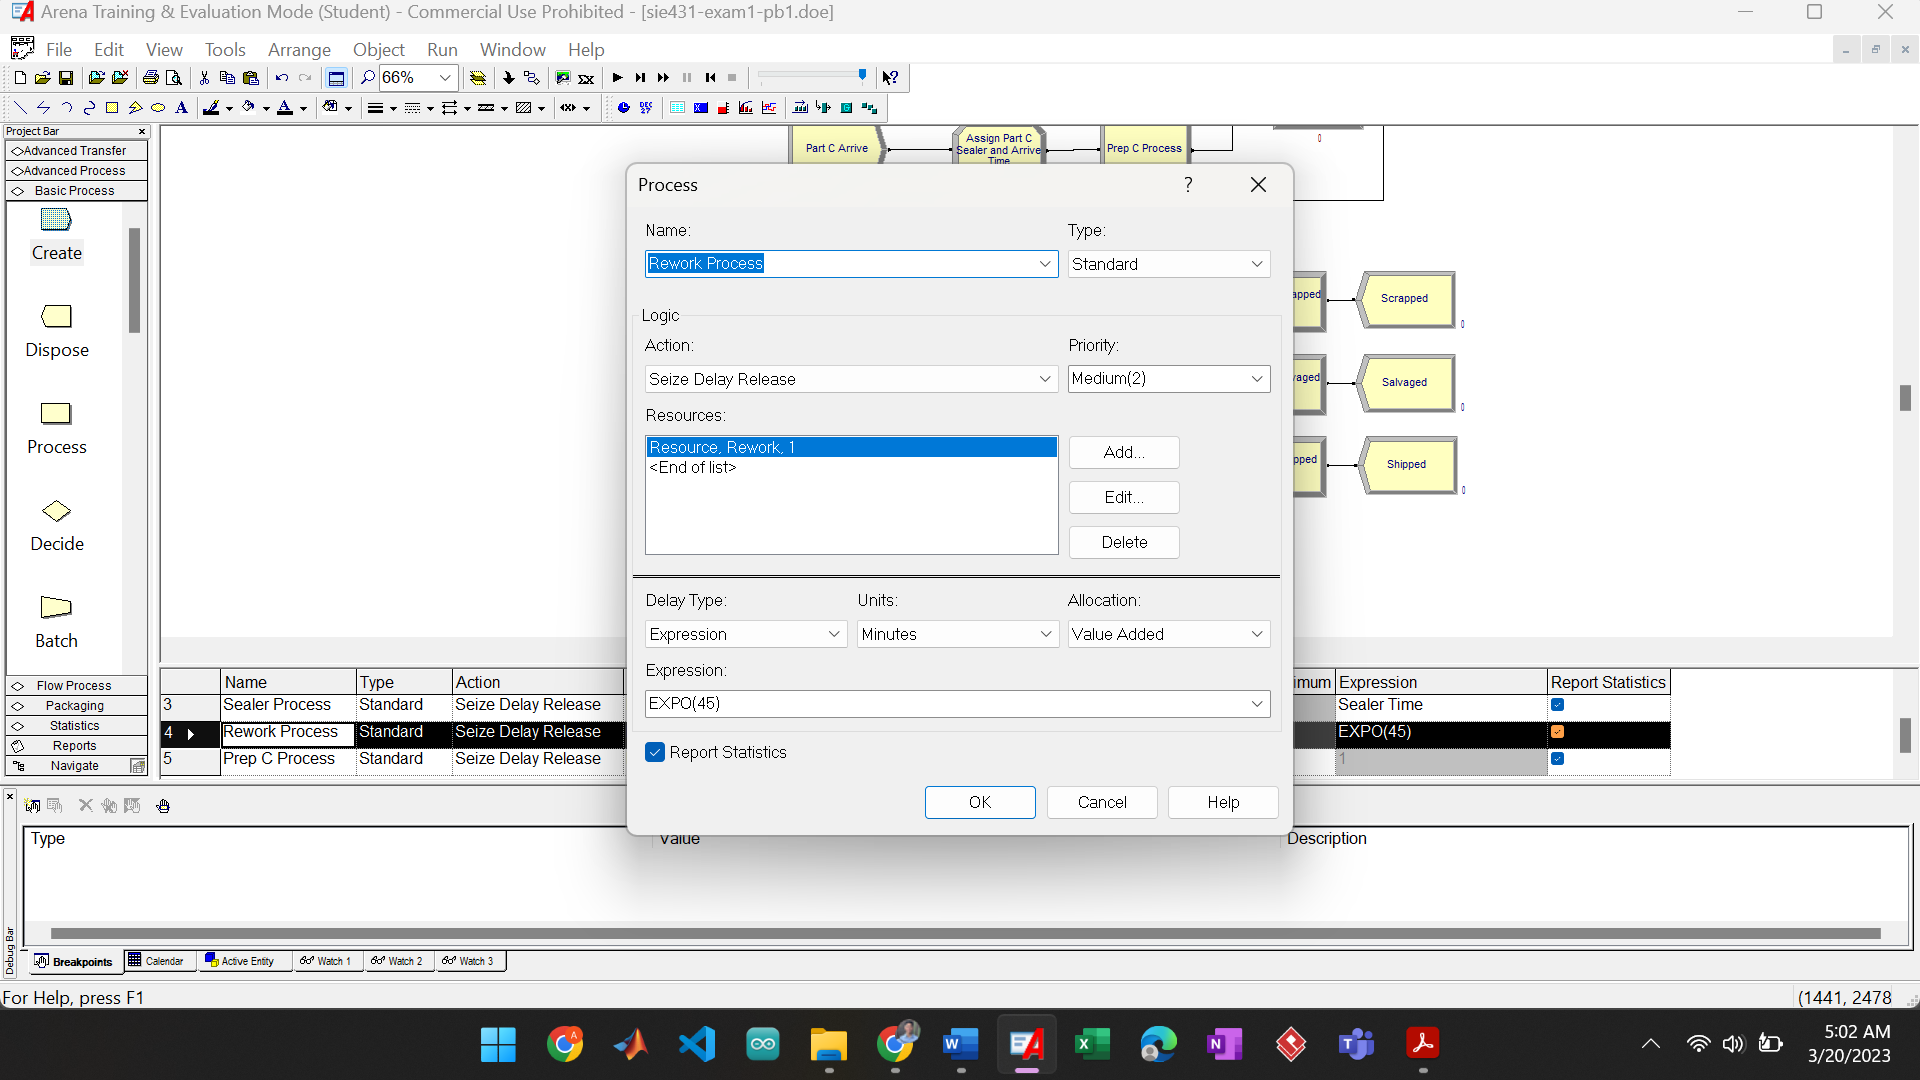 Arena Training & Evaluation Mode (Student) - Commercial Use Prohibited - [sie431-exam1-pb1.doe]
File Edit View Tools Arrange Object Run Window Help
66%
Project Bar
Advanced Transfer
Advanced Process
Basic Process
Create
Dispose
Process
Decide
Batch
Flow Process
Packaging
Statistics
Reports
Navigate
Part C Arrive
Assign Part C
Sealer and Arrive
Time
Prep C Process
0
Scrapped
0
Salvaged
0
Shipped
0
Process
Name:
Type:
Rework Process
Standard
Logic
Action:
Priority:
Seize Delay Release
Medium(2)
Resources:
Resource, Rework, 1
<End of list>
Add...
Edit...
Delete
Delay Type:
Units:
Allocation:
Expression
Minutes
Value Added
Expression:
EXPO(45)
Report Statistics
OK
Cancel
Help
Name Type Action imum Expression Report Statistics
3 Sealer Process Standard Seize Delay Release Sealer Time
4 Rework Process Standard Seize Delay Release EXPO(45)
5 Prep C Process Standard Seize Delay Release 1
Type Value Description
Debug Bar
Breakpoints Calendar Active Entity Watch 1 Watch 2 Watch 3
For Help, press F1
(1441, 2478
5:02 AM
3/20/2023